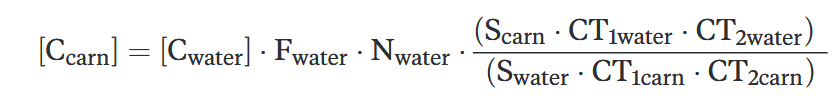 [C_carn] = [C_water] · F_water · N_water · (S_carn · CT_1water · CT_2water) / (S_water · CT_1carn · CT_2carn)